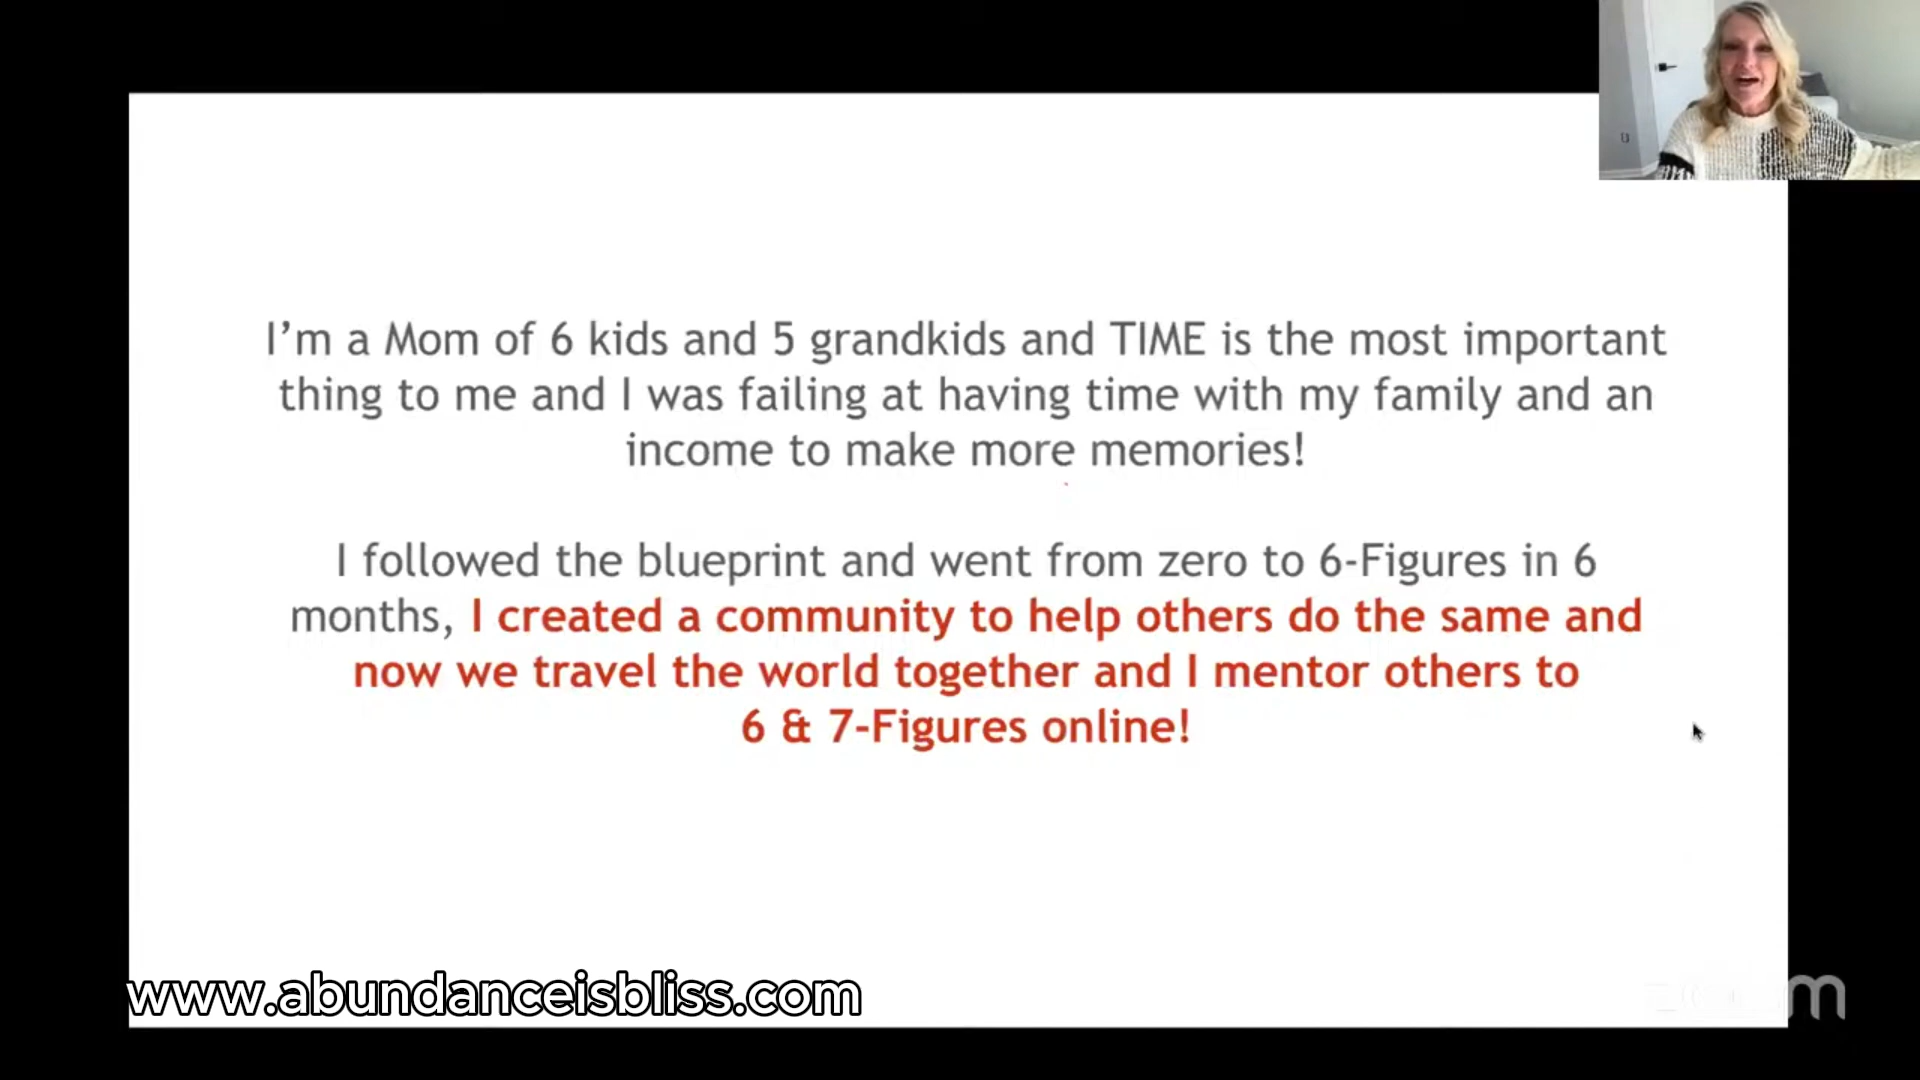 I'm a Mom of 6 kids and 5 grandkids and TIME is the most important
thing to me and I was failing at having time with my family and an
income to make more memories!
I followed the blueprint and went from zero to 6-Figures in 6
months, I created a community to help others do the same and
now we travel the world together and I mentor others to
6 & 7-Figures online!
www.abundanceisbliss.com
zoom